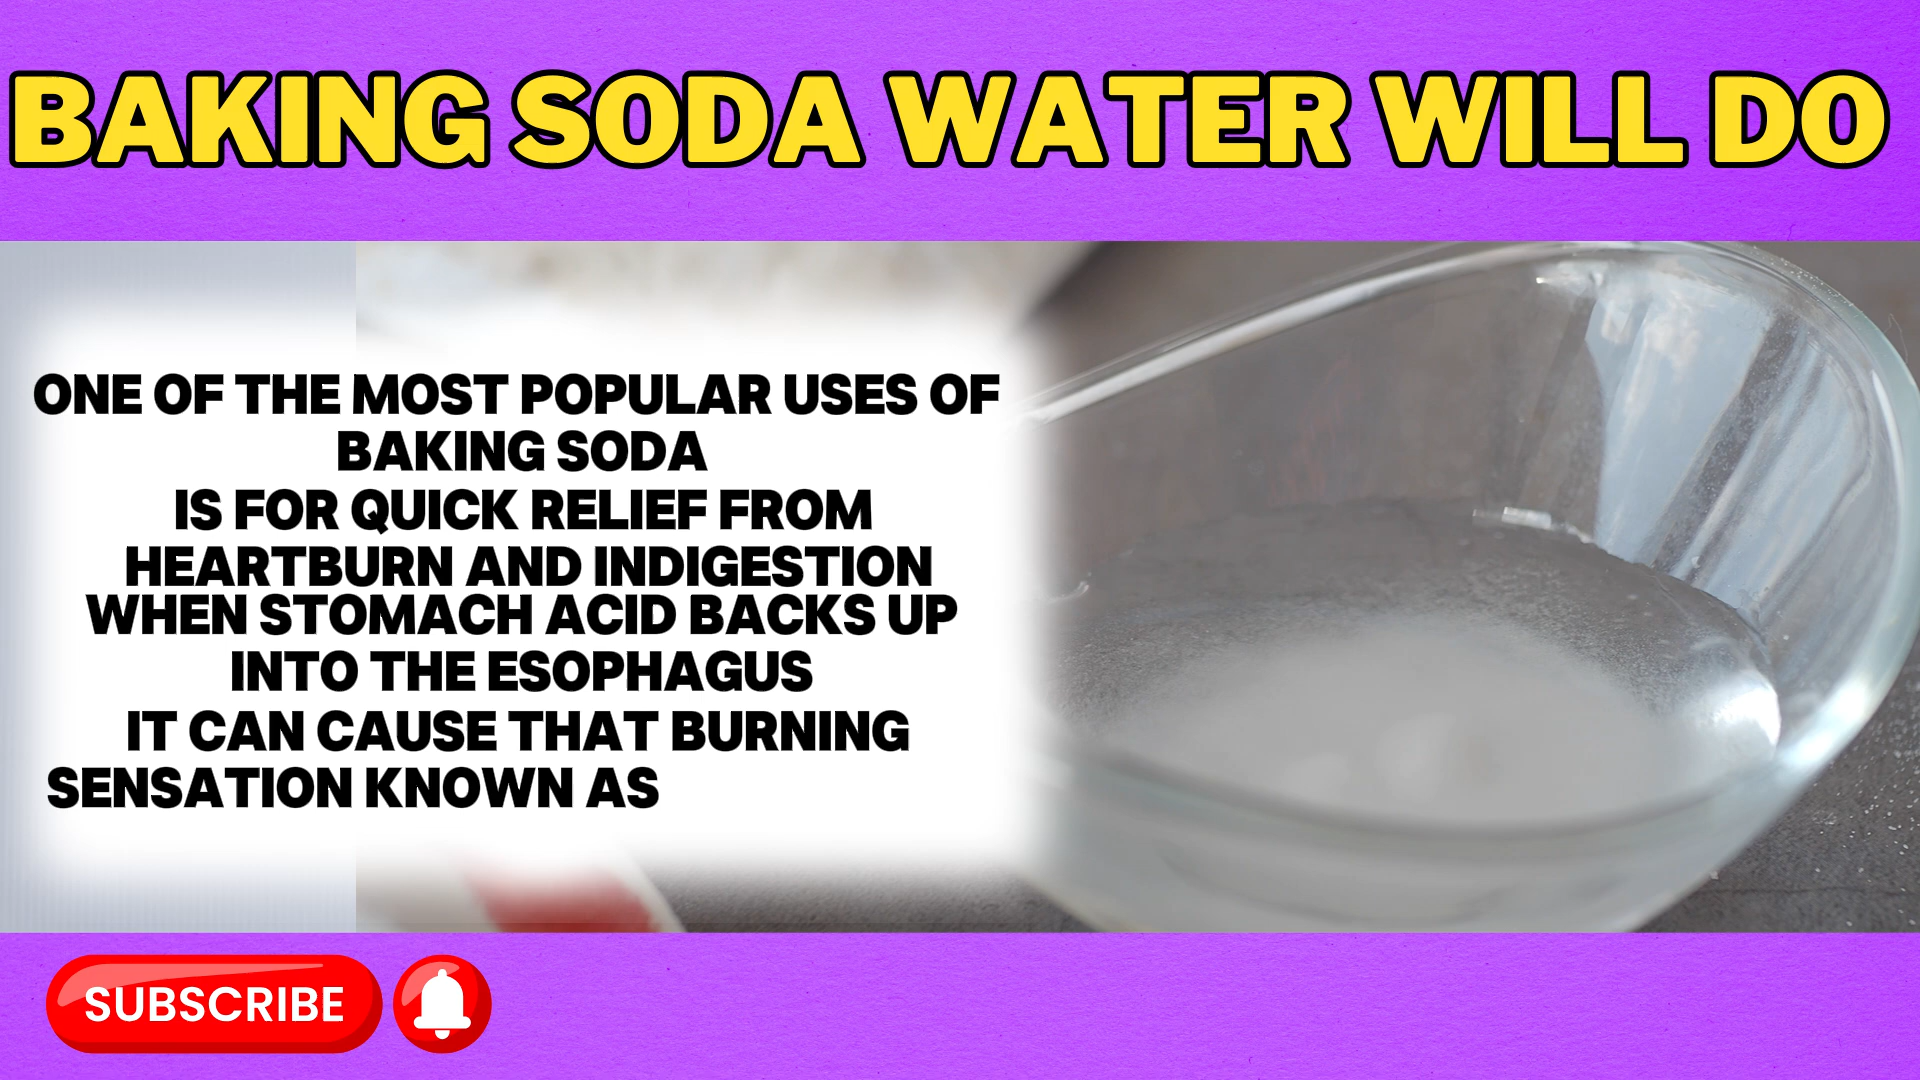 BAKING SODA WATER WILL DO
ONE OF THE MOST POPULAR USES OF
BAKING SODA
IS FOR QUICK RELIEF FROM
HEARTBURN AND INDIGESTION
WHEN STOMACH ACID BACKS UP
INTO THE ESOPHAGUS
IT CAN CAUSE THAT BURNING
SENSATION KNOWN AS
SUBSCRIBE